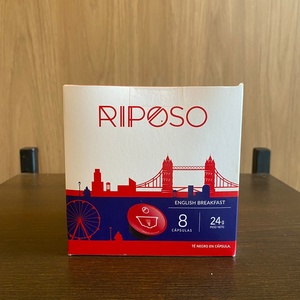 RIPOSO
ENGLISH BREAKFAST
8
CÁPSULAS
24g
PESO NETO
TÉ NEGRO EN CÁPSULA.